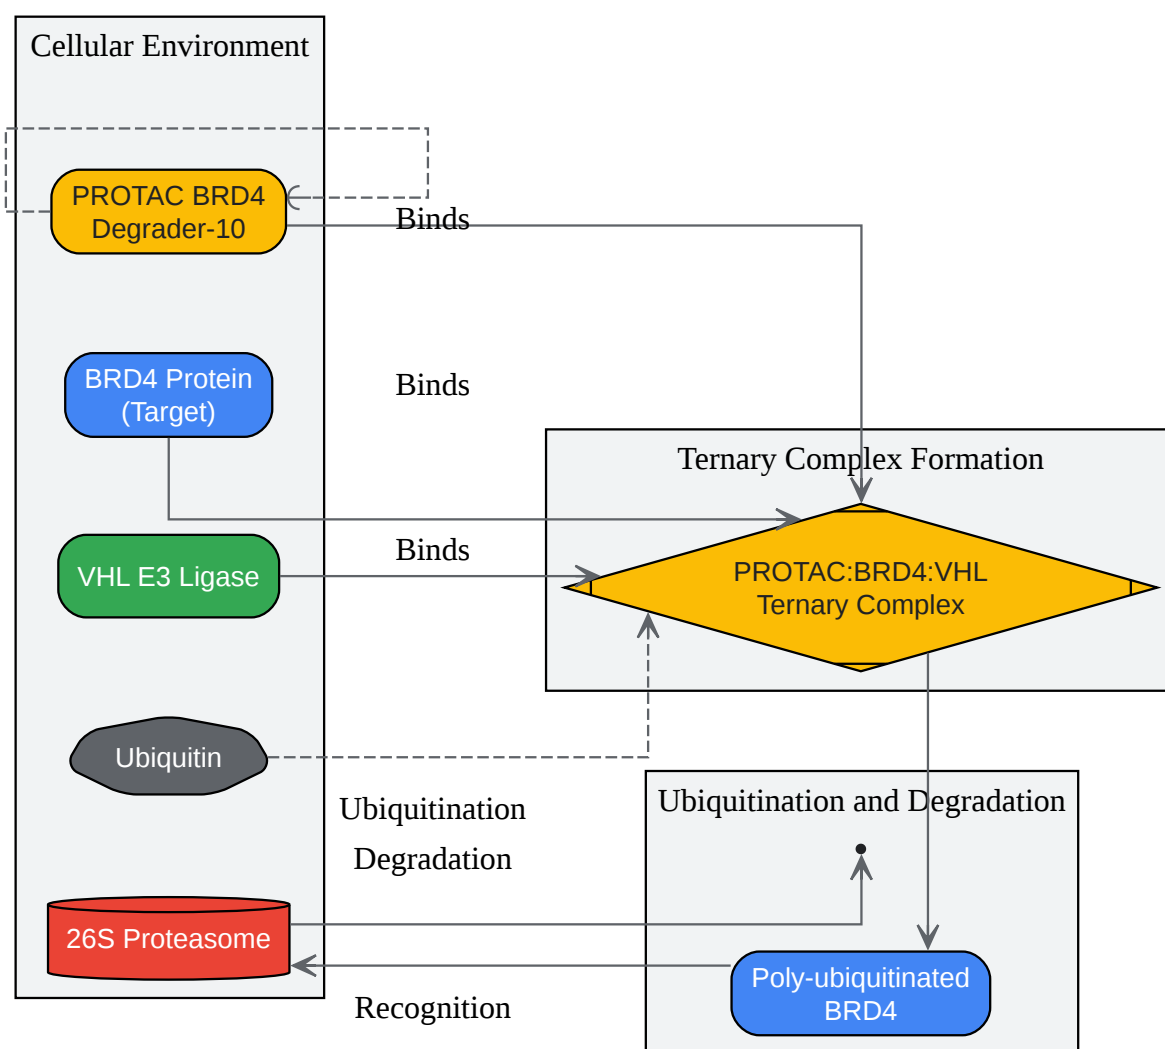 Cellular Environment
PROTAC BRD4
Degrader-10
Binds
BRD4 Protein
(Target)
Binds
Ternary Complex Formation
VHL E3 Ligase
Binds
PROTAC:BRD4:VHL
Ternary Complex
Ubiquitin
Ubiquitination
Ubiquitination and Degradation
Degradation
26S Proteasome
Poly-ubiquitinated
BRD4
Recognition